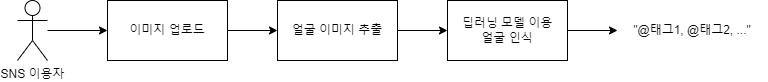 SNS 이용자
이미지 업로드
얼굴 이미지 추출
딥러닝 모델 이용
얼굴 인식
"@태그1, @태그2, ..."